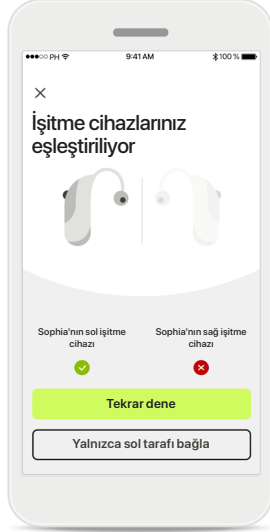 PH 9:41 AM 100 %
İşitme cihazlarınız
eşleştiriliyor
Sophia'nın sol işitme
cihazı
Sophia'nın sağ işitme
cihazı
Tekrar dene
Yalnızca sol tarafı bağla